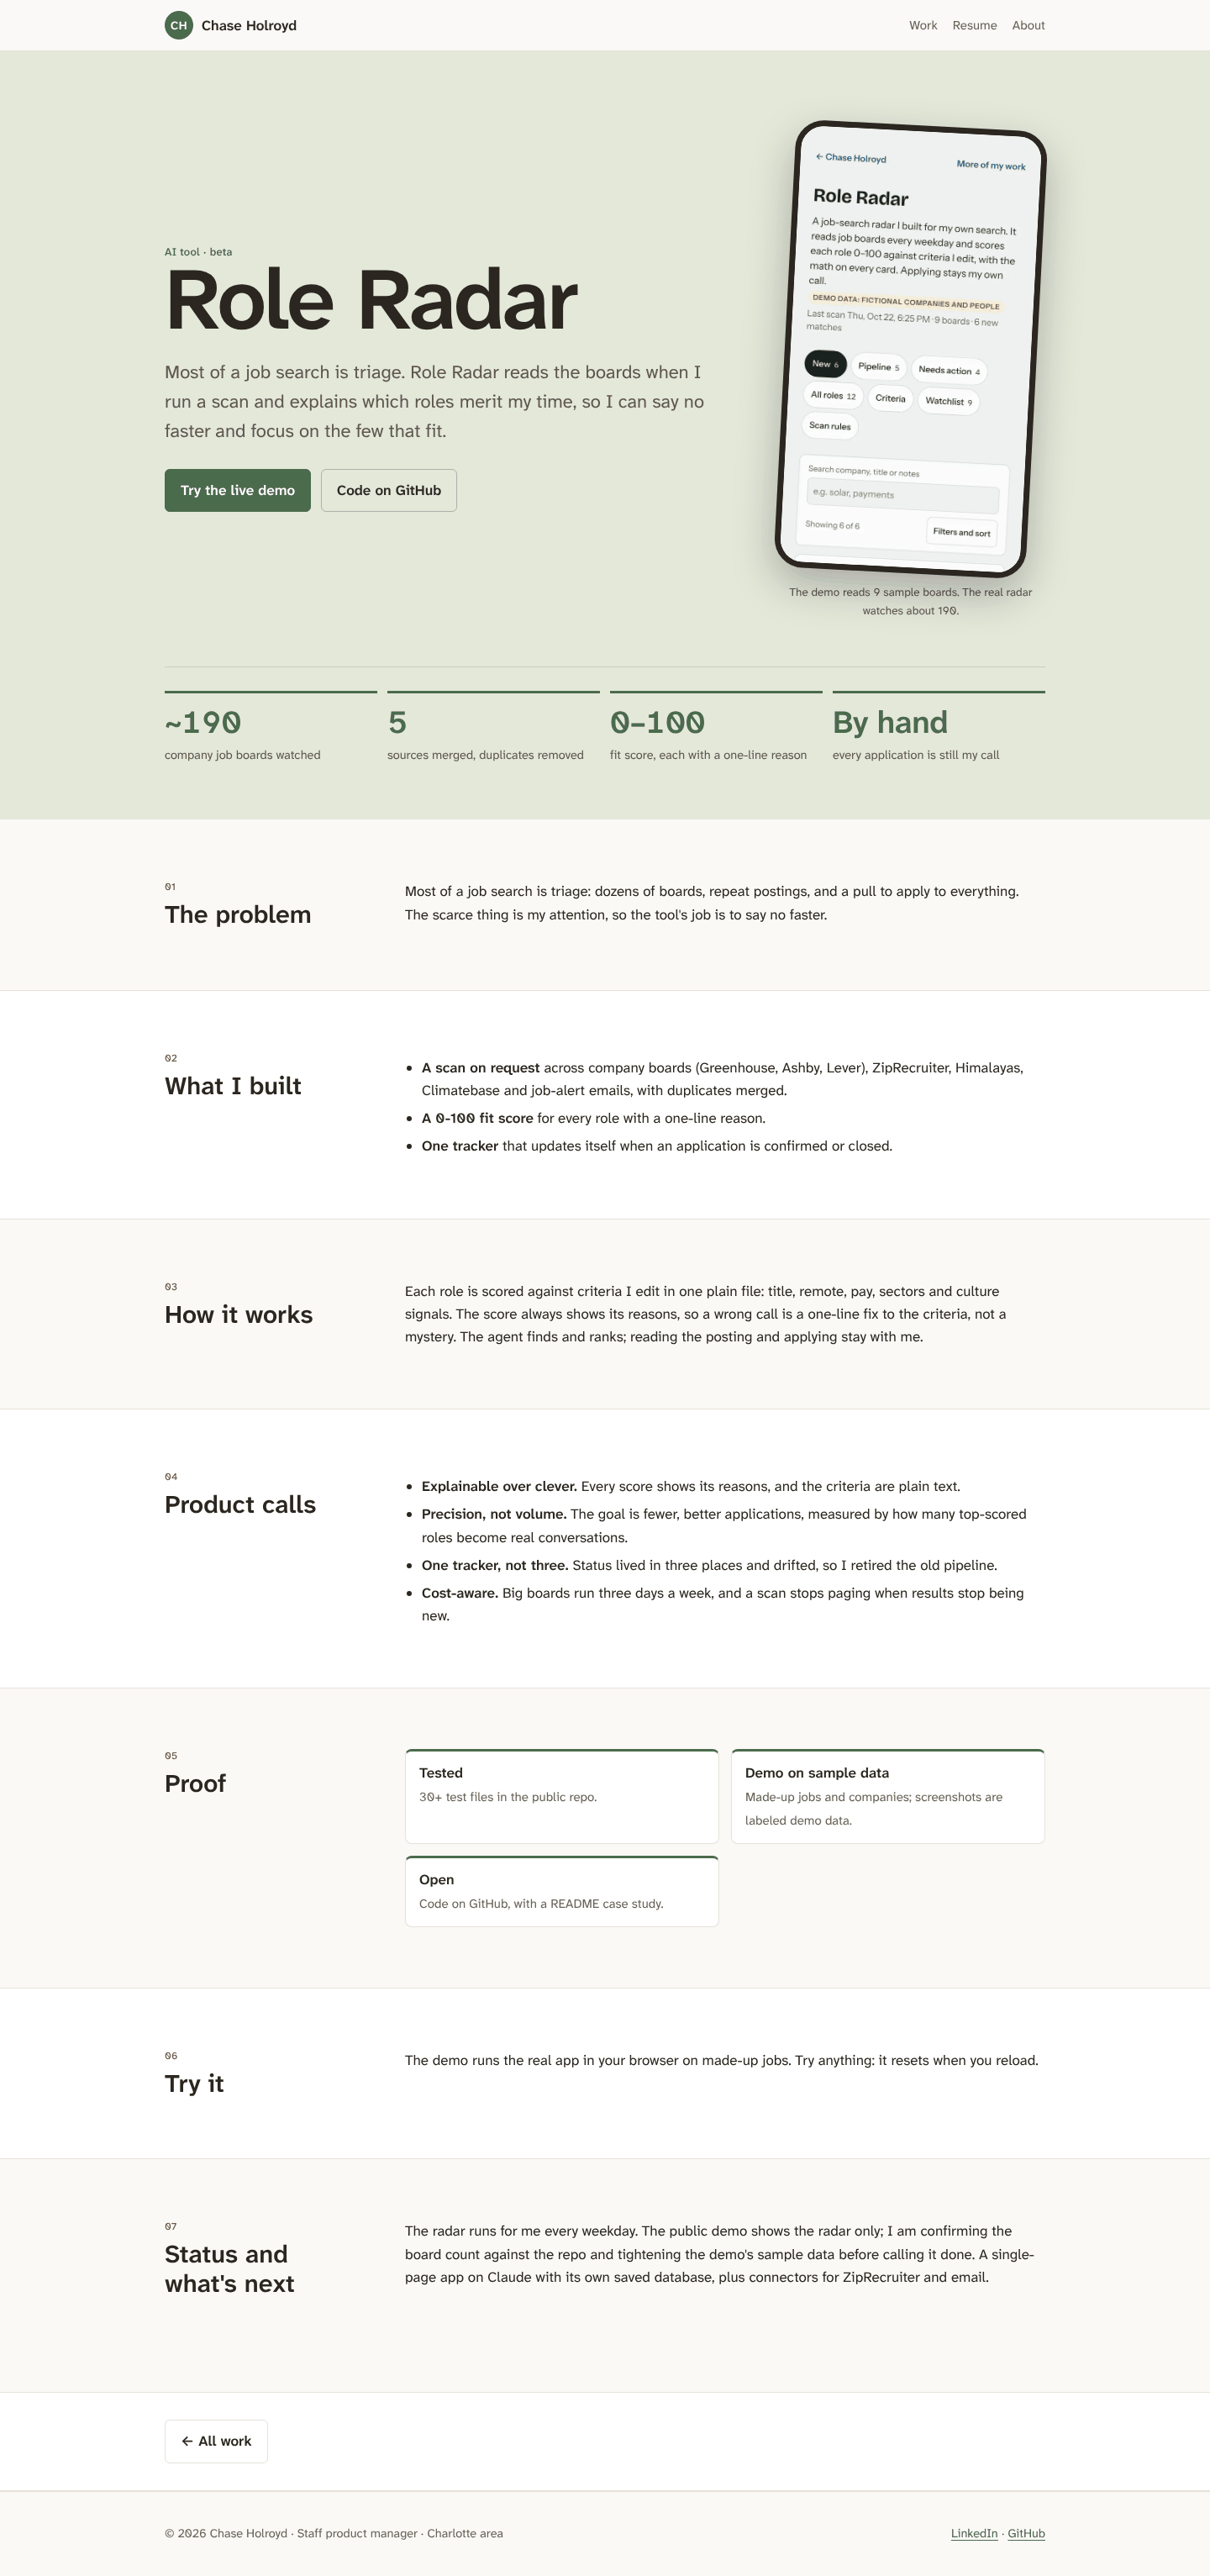 CH Chase Holroyd
Work Resume About
AI tool · beta
Role Radar
Most of a job search is triage. Role Radar reads the boards when I
run a scan and explains which roles merit my time, so I can say no
faster and focus on the few that fit.
Try the live demo
Code on GitHub
← Chase Holroyd
More of my work
Role Radar
A job-search radar I built for my own search. It
reads job boards every weekday and scores
each role 0–100 against criteria I edit, with the
math on every card. Applying stays my own
call.
DEMO DATA: FICTIONAL COMPANIES AND PEOPLE
Last scan Thu, Oct 22, 6:25 PM · 9 boards · 6 new
matches
New 6
Pipeline 5
Needs action 4
All roles 12
Criteria
Watchlist 9
Scan rules
Search company, title or notes
e.g. solar, payments
Showing 6 of 6
Filters and sort
The demo reads 9 sample boards. The real radar
watches about 190.
~190
company job boards watched
5
sources merged, duplicates removed
0–100
fit score, each with a one-line reason
By hand
every application is still my call
01
The problem
Most of a job search is triage: dozens of boards, repeat postings, and a pull to apply to everything.
The scarce thing is my attention, so the tool's job is to say no faster.
02
What I built
• A scan on request across company boards (Greenhouse, Ashby, Lever), ZipRecruiter, Himalayas,
Climatebase and job-alert emails, with duplicates merged.
• A 0-100 fit score for every role with a one-line reason.
• One tracker that updates itself when an application is confirmed or closed.
03
How it works
Each role is scored against criteria I edit in one plain file: title, remote, pay, sectors and culture
signals. The score always shows its reasons, so a wrong call is a one-line fix to the criteria, not a
mystery. The agent finds and ranks; reading the posting and applying stay with me.
04
Product calls
• Explainable over clever. Every score shows its reasons, and the criteria are plain text.
• Precision, not volume. The goal is fewer, better applications, measured by how many top-scored
roles become real conversations.
• One tracker, not three. Status lived in three places and drifted, so I retired the old pipeline.
• Cost-aware. Big boards run three days a week, and a scan stops paging when results stop being
new.
05
Proof
Tested
30+ test files in the public repo.
Demo on sample data
Made-up jobs and companies; screenshots are
labeled demo data.
Open
Code on GitHub, with a README case study.
06
Try it
The demo runs the real app in your browser on made-up jobs. Try anything: it resets when you reload.
07
Status and
what's next
The radar runs for me every weekday. The public demo shows the radar only; I am confirming the
board count against the repo and tightening the demo's sample data before calling it done. A single-
page app on Claude with its own saved database, plus connectors for ZipRecruiter and email.
← All work
© 2026 Chase Holroyd · Staff product manager · Charlotte area
LinkedIn · GitHub